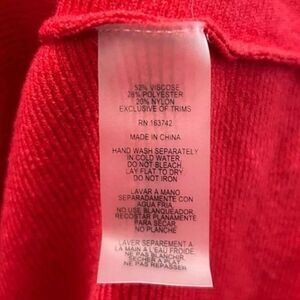 52% VISCOSE
28% POLYESTER
20% NYLON
EXCLUSIVE OF TRIMS
RN 163742
MADE IN CHINA
HAND WASH SEPARATELY
IN COLD WATER
DO NOT BLEACH
LAY FLAT TO DRY
DO NOT IRON
LAVAR A MANO
SEPARADAMENTE CON
AGUA FRIA
NO USE BLANQUEADOR
RECOSTAR PLANAMENTE
PARA SECAR
NO PLANCHE
LAVER SEPAREMENT A
LA MAIN A L'EAU FROIDE
NE PAS BLANCHIR
SECHER A PLAT
NE PAS REPASSER